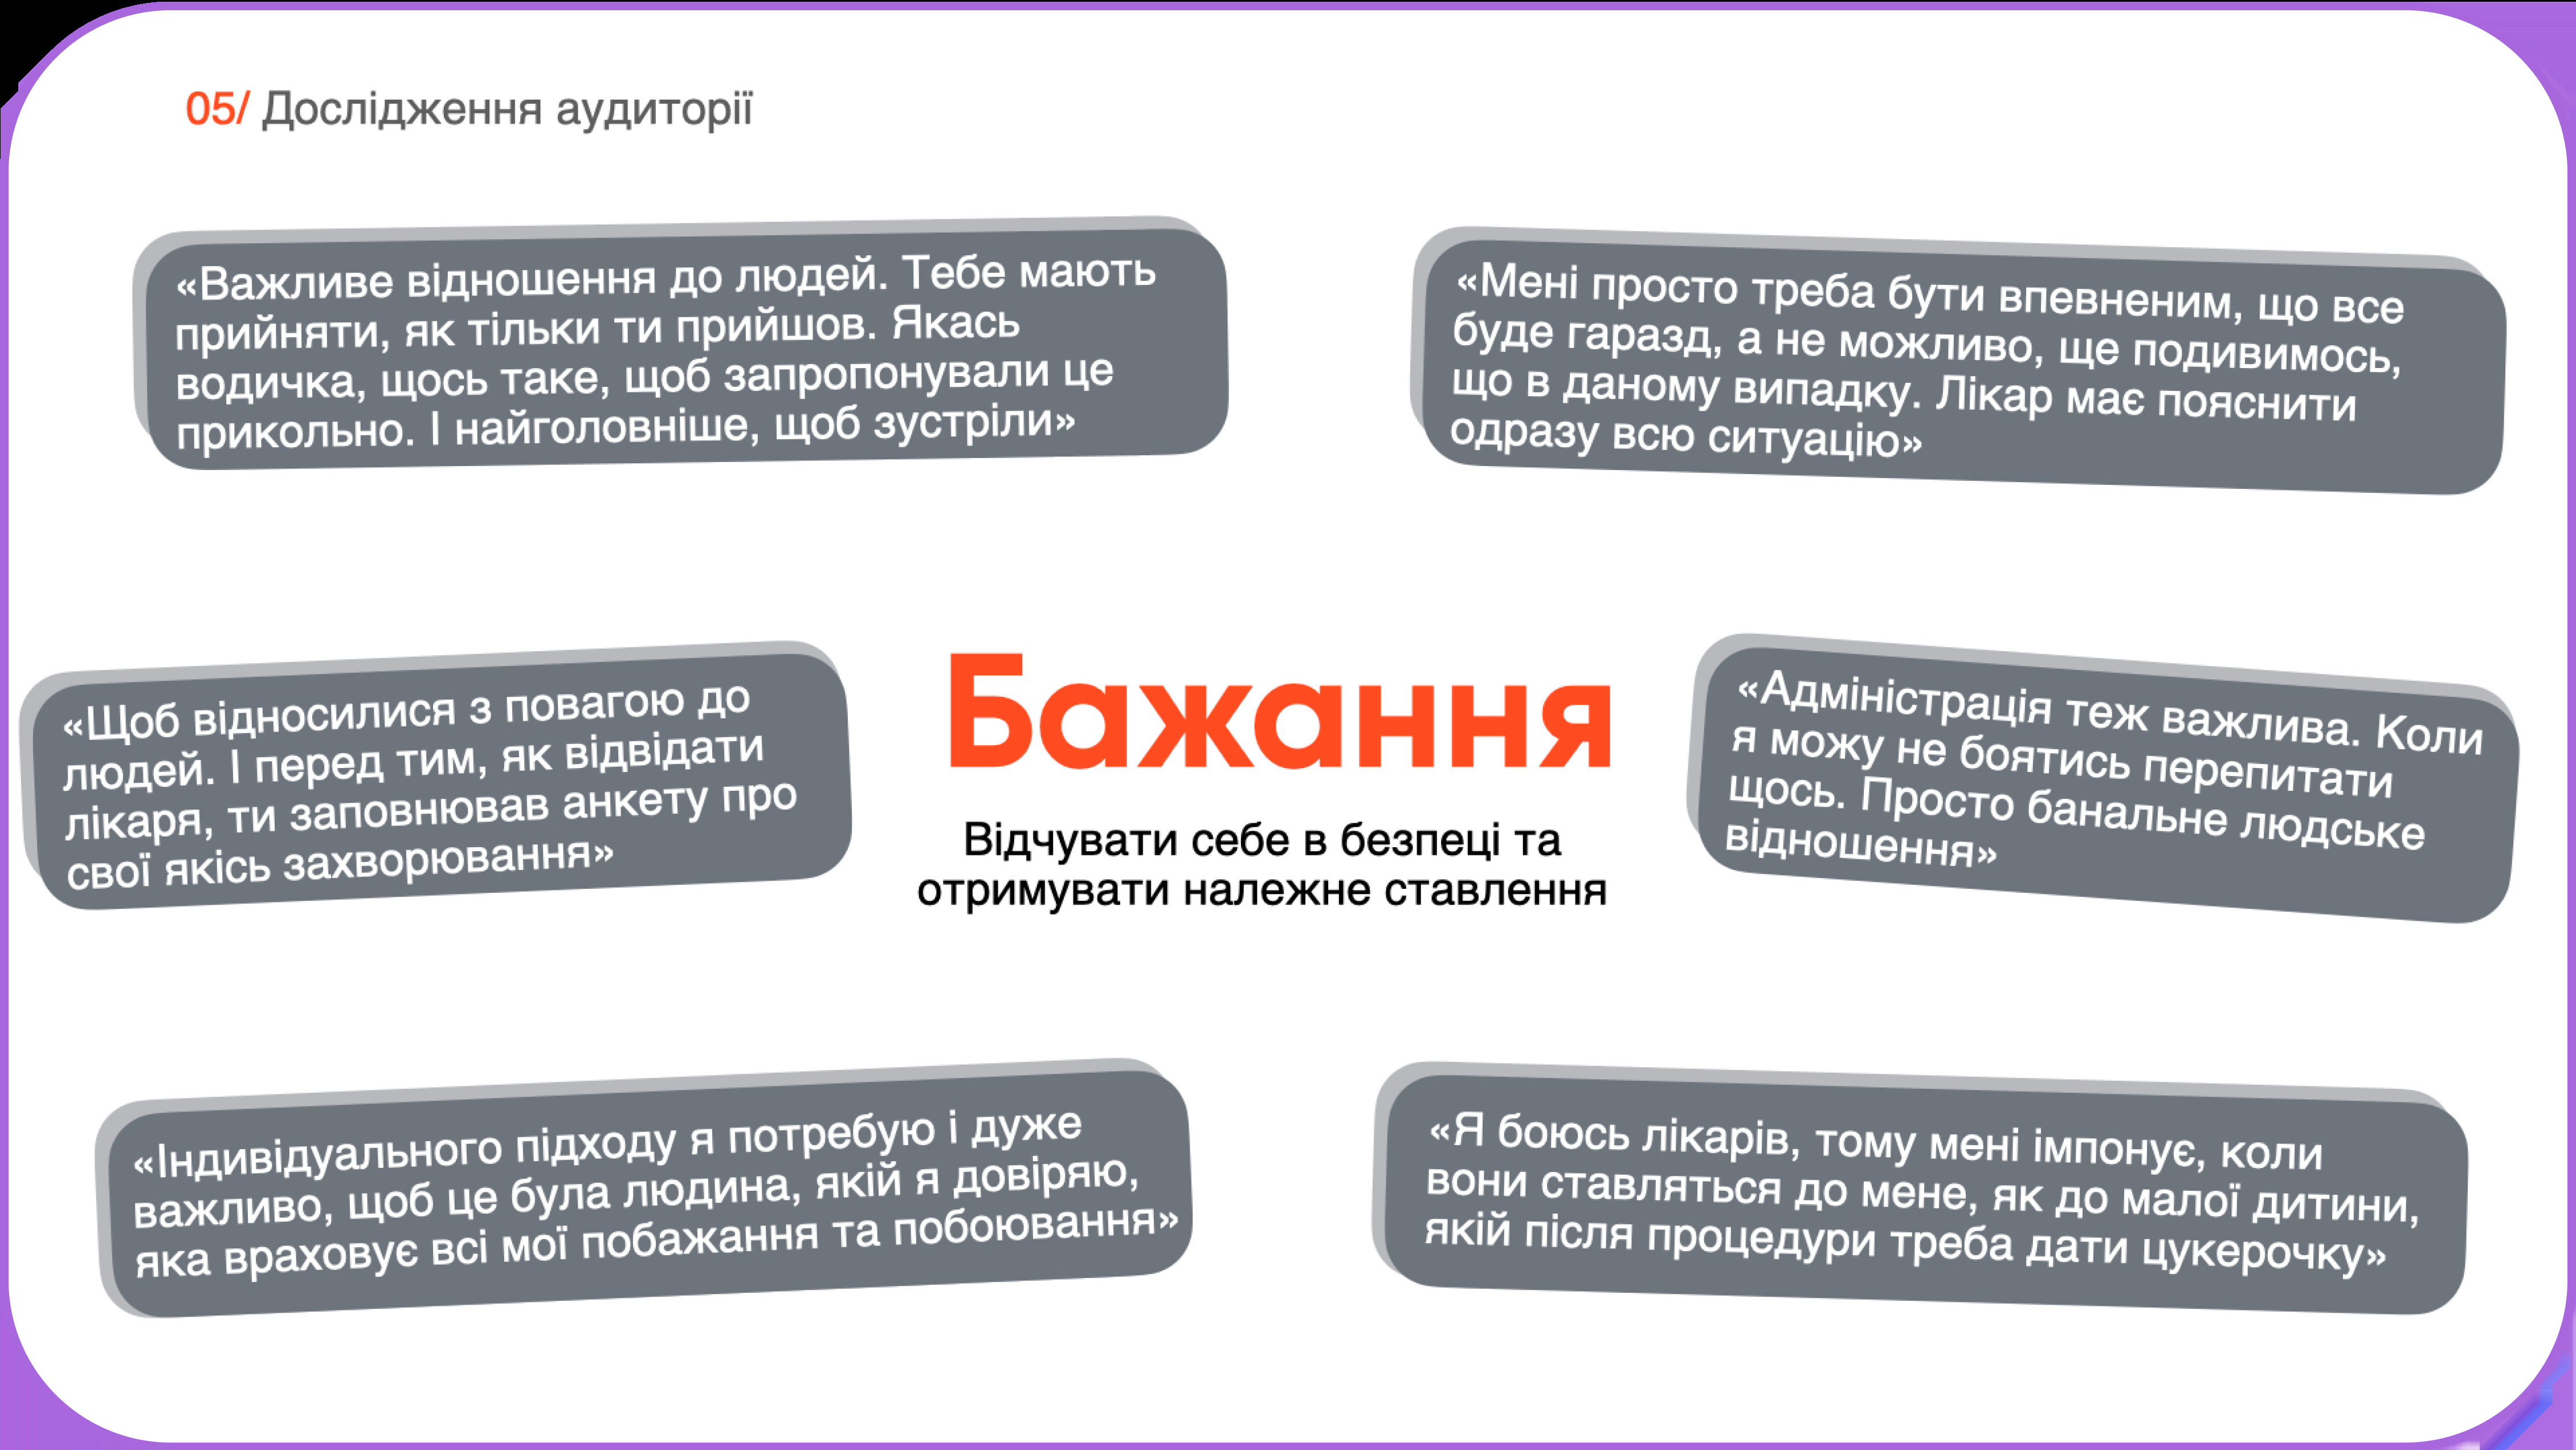 05/ Дослідження аудиторії
«Важливе відношення до людей. Тебе мають
прийняти, як тільки ти прийшов. Якась
водичка, щось таке, щоб запропонували це
прикольно. І найголовніше, щоб зустріли»
«Мені просто треба бути впевненим, що все
буде гаразд, а не можливо, ще подивимось,
що в даному випадку. Лікар має пояснити
одразу всю ситуацію»
«Щоб відносилися з повагою до
людей. І перед тим, як відвідати
лікаря, ти заповнював анкету про
свої якісь захворювання»
Бажання
Відчувати себе в безпеці та
отримувати належне ставлення
«Адміністрація теж важлива. Коли
я можу не боятись перепитати
щось. Просто банальне людське
відношення»
«Індивідуального підходу я потребую і дуже
важливо, щоб це була людина, якій я довіряю,
яка враховує всі мої побажання та побоювання»
«Я боюсь лікарів, тому мені імпонує, коли
вони ставляться до мене, як до малої дитини,
якій після процедури треба дати цукерочку»